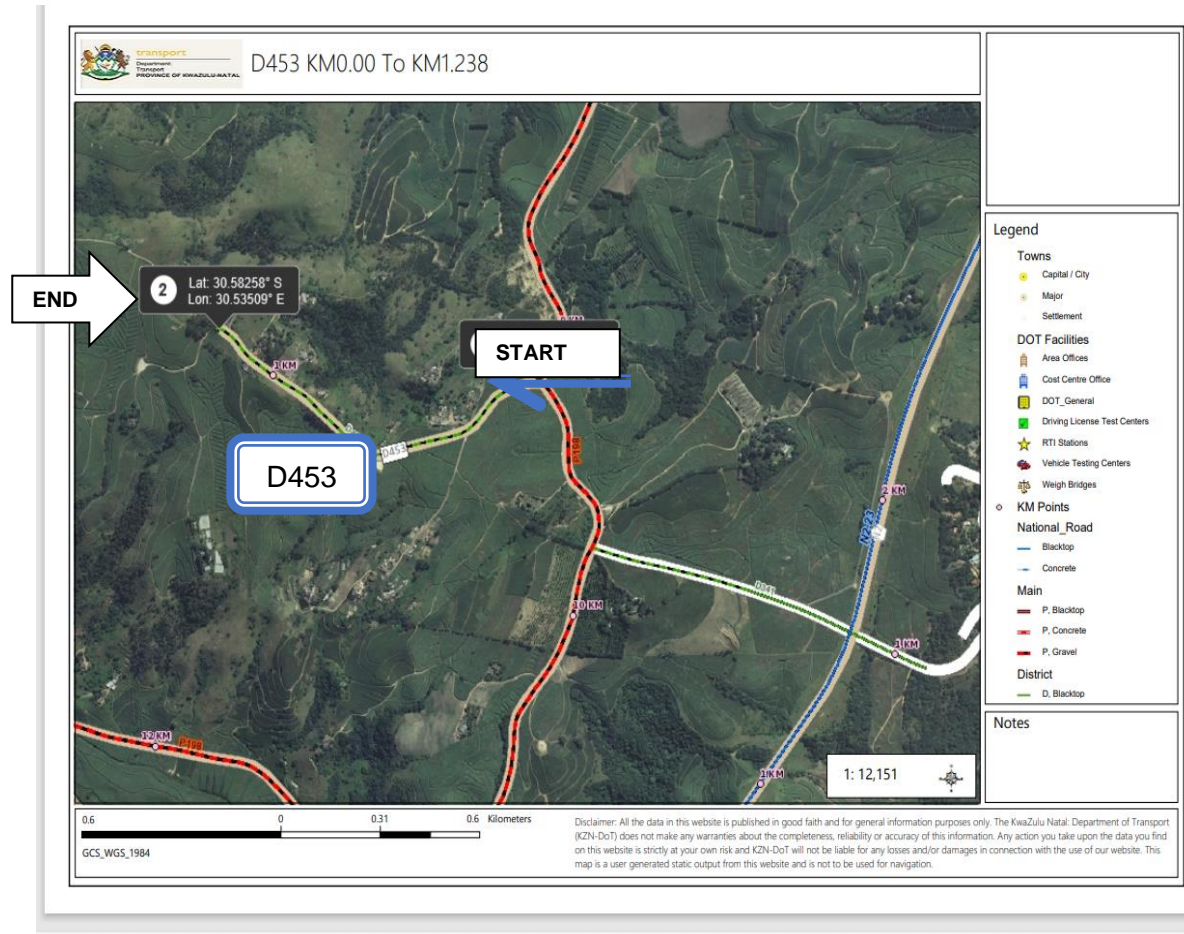 transport
Department:
Transport
PROVINCE OF KWAZULU-NATAL
D453 KM0.00 To KM1.238
END
2
Lat: 30.58258° S
Lon: 30.53509° E
START
1 KM
D453
D453
P198
2 KM
N2-23
N2
D341
10 KM
1 KM
12 KM
P198
1 KM
1: 12,151
Legend
Towns
Capital / City
Major
Settlement
DOT Facilities
Area Offices
Cost Centre Office
DOT_General
Driving License Test Centers
RTI Stations
Vehicle Testing Centers
Weigh Bridges
KM Points
National_Road
Blacktop
Concrete
Main
P, Blacktop
P, Concrete
P, Gravel
District
D, Blacktop
Notes
0.6 0 0.31 0.6 Kilometers
GCS_WGS_1984
Disclaimer: All the data in this website is published in good faith and for general information purposes only. The KwaZulu Natal: Department of Transport
(KZN-DoT) does not make any warranties about the completeness, reliability or accuracy of this information. Any action you take upon the data you find
on this website is strictly at your own risk and KZN-DoT will not be liable for any losses and/or damages in connection with the use of our website. This
map is a user generated static output from this website and is not to be used for navigation.